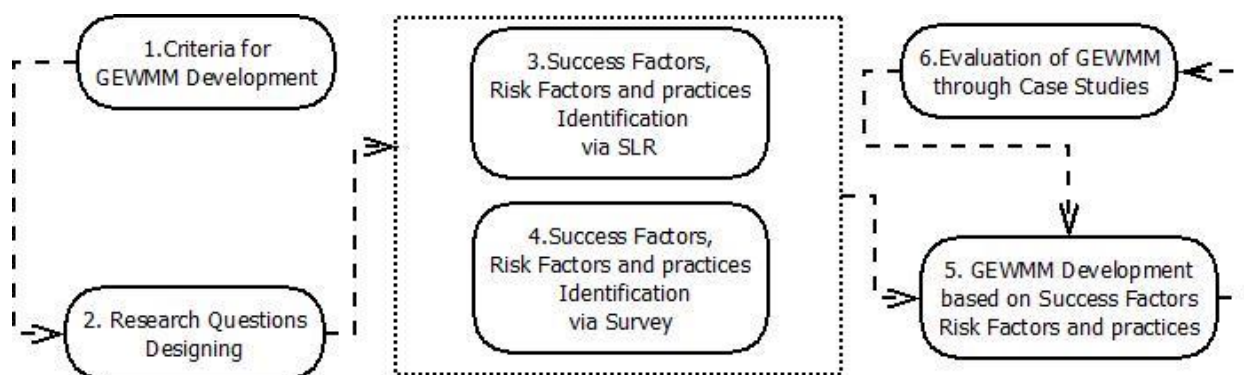 1.Criteria for
GEWMM Development
2. Research Questions
Designing
3.Success Factors,
Risk Factors and practices
Identification
via SLR
4.Success Factors,
Risk Factors and practices
Identification
via Survey
5. GEWMM Development
based on Success Factors
Risk Factors and practices
6.Evaluation of GEWMM
through Case Studies